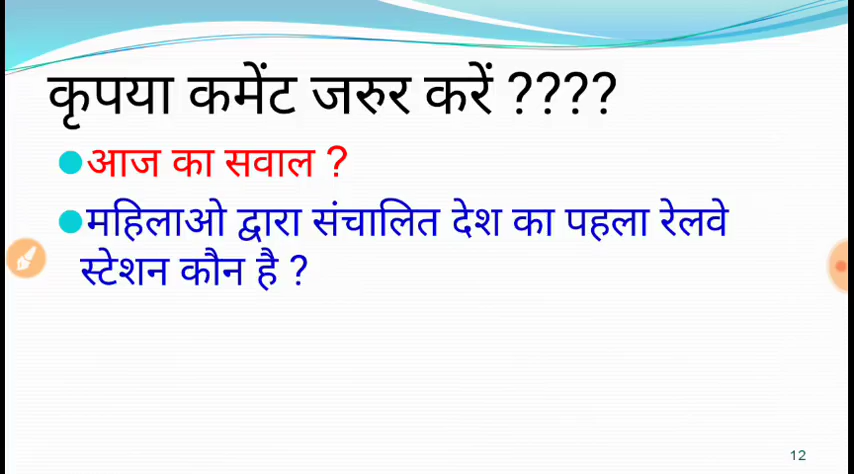 कृपया कमेंट जरुर करें ????
आज का सवाल ?
महिलाओ द्वारा संचालित देश का पहला रेलवे
स्टेशन कौन है ?
12